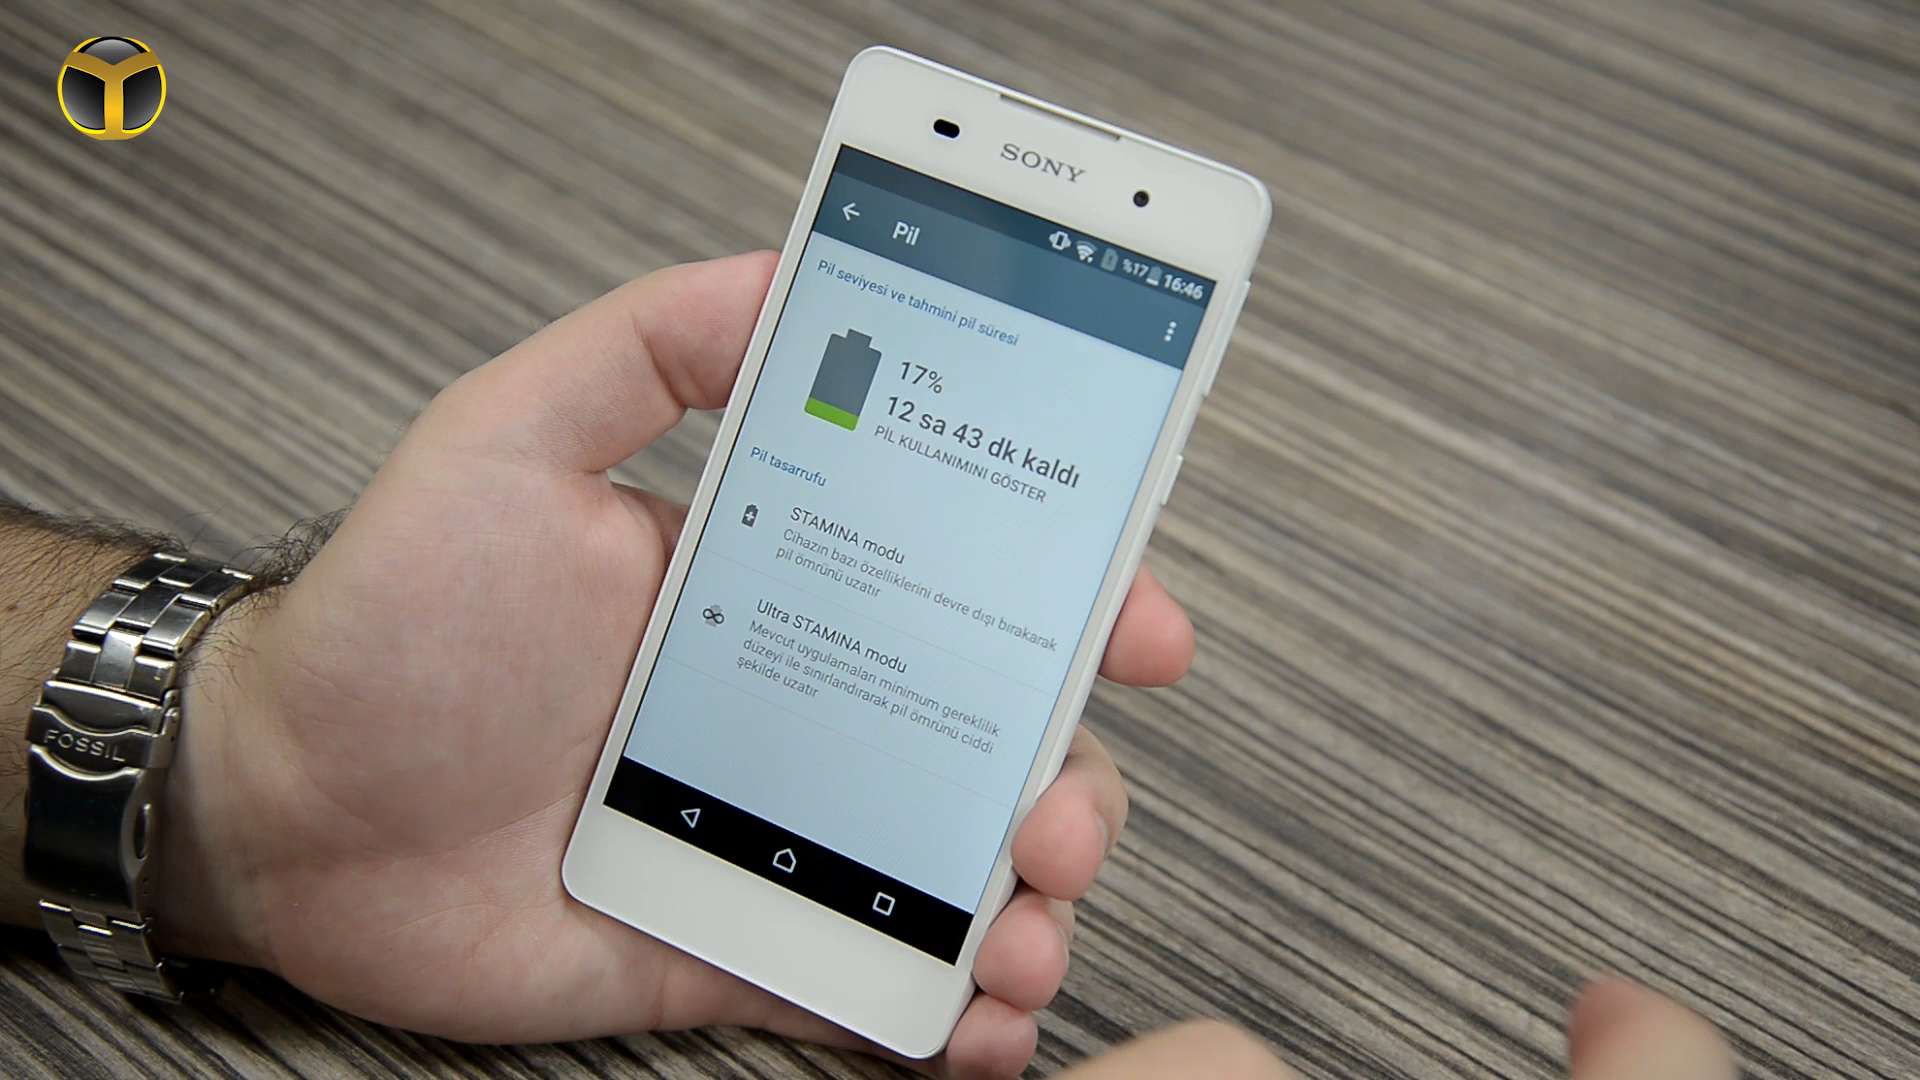 SONY
%17 16:46
Pil
Pil seviyesi ve tahmini pil süresi
17%
12 sa 43 dk kaldı
PİL KULLANIMINI GÖSTER
Pil tasarrufu
STAMINA modu
Cihazın bazı özelliklerini devre dışı bırakarak
pil ömrünü uzatır
Ultra STAMINA modu
Mevcut uygulamaları minimum gereklilik
düzeyi ile sınırlandırarak pil ömrünü ciddi
şekilde uzatır
FOSSIL